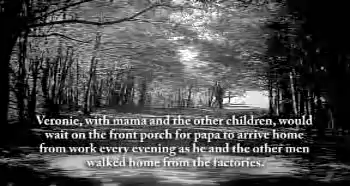 Veronie, with mama and the other children, would
wait on the front porch for papa to arrive home
from work every evening as he and the other men
walked home from the factories.